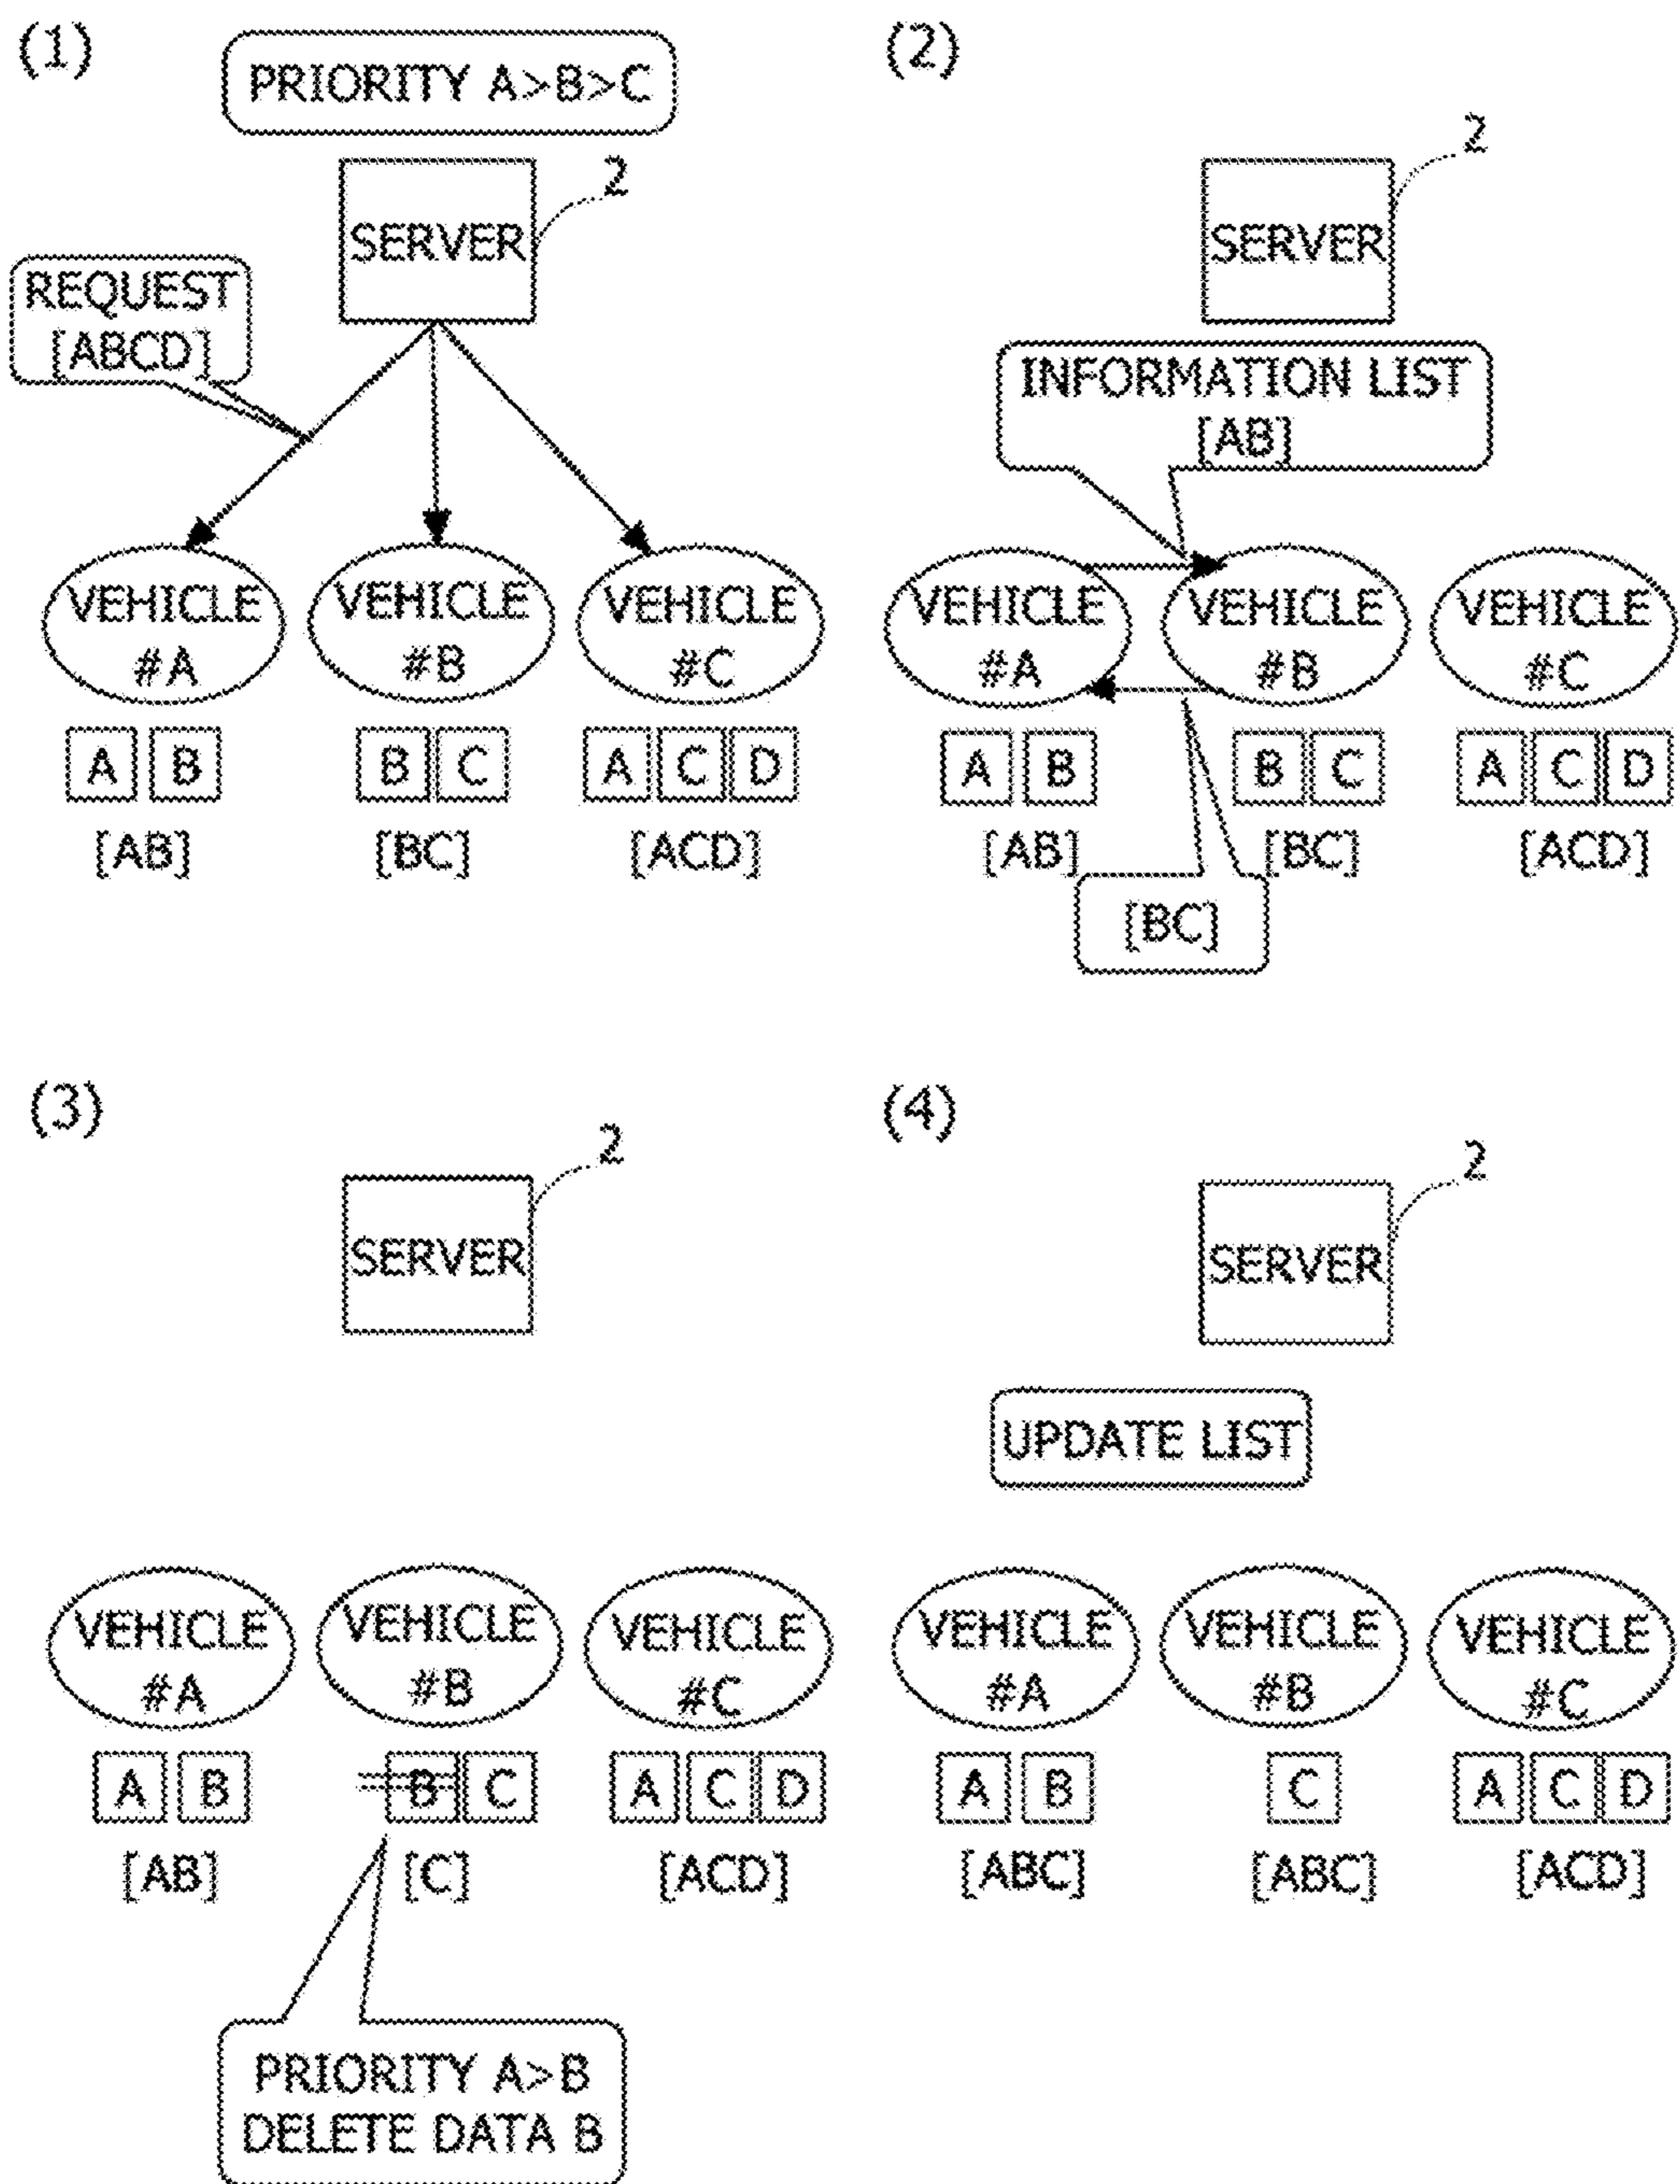 (1)
PRIORITY A>B>C
2
SERVER
REQUEST
[ABCD]
VEHICLE
#A
VEHICLE
#B
VEHICLE
#C
A B
B C
A C D
[AB]
[BC]
[ACD]
(2)
2
SERVER
INFORMATION LIST
[AB]
VEHICLE
#A
VEHICLE
#B
VEHICLE
#C
A B
B C
A C D
[AB]
[BC]
[ACD]
[BC]
(3)
2
SERVER
VEHICLE
#A
VEHICLE
#B
VEHICLE
#C
A B
B C
A C D
[AB]
[C]
[ACD]
PRIORITY A>B
DELETE DATA B
(4)
2
SERVER
UPDATE LIST
VEHICLE
#A
VEHICLE
#B
VEHICLE
#C
A B
C
A C D
[ABC]
[ABC]
[ACD]